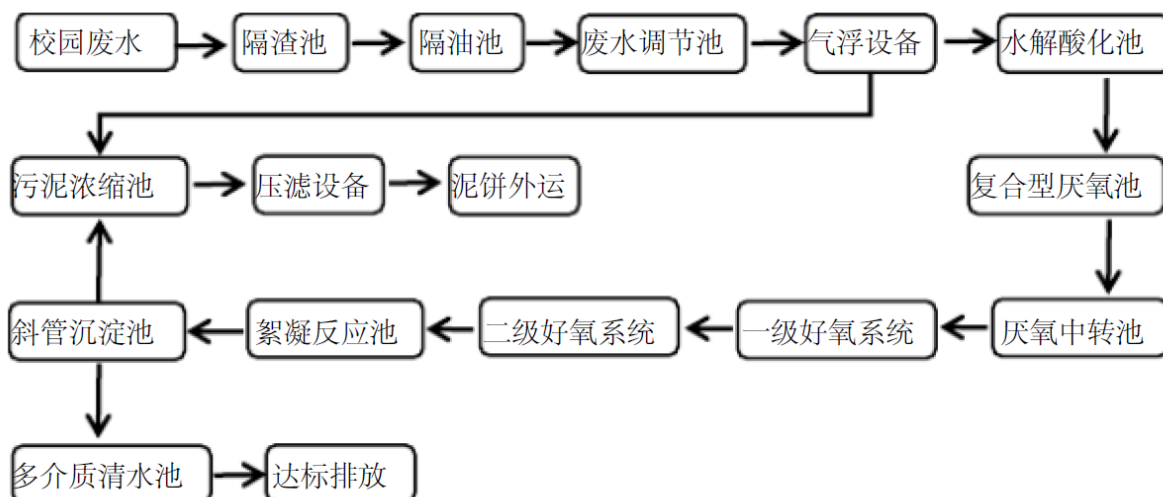 校园废水
隔渣池
隔油池
废水调节池
气浮设备
水解酸化池
污泥浓缩池
压滤设备
泥饼外运
复合型厌氧池
斜管沉淀池
絮凝反应池
二级好氧系统
一级好氧系统
厌氧中转池
多介质清水池
达标排放